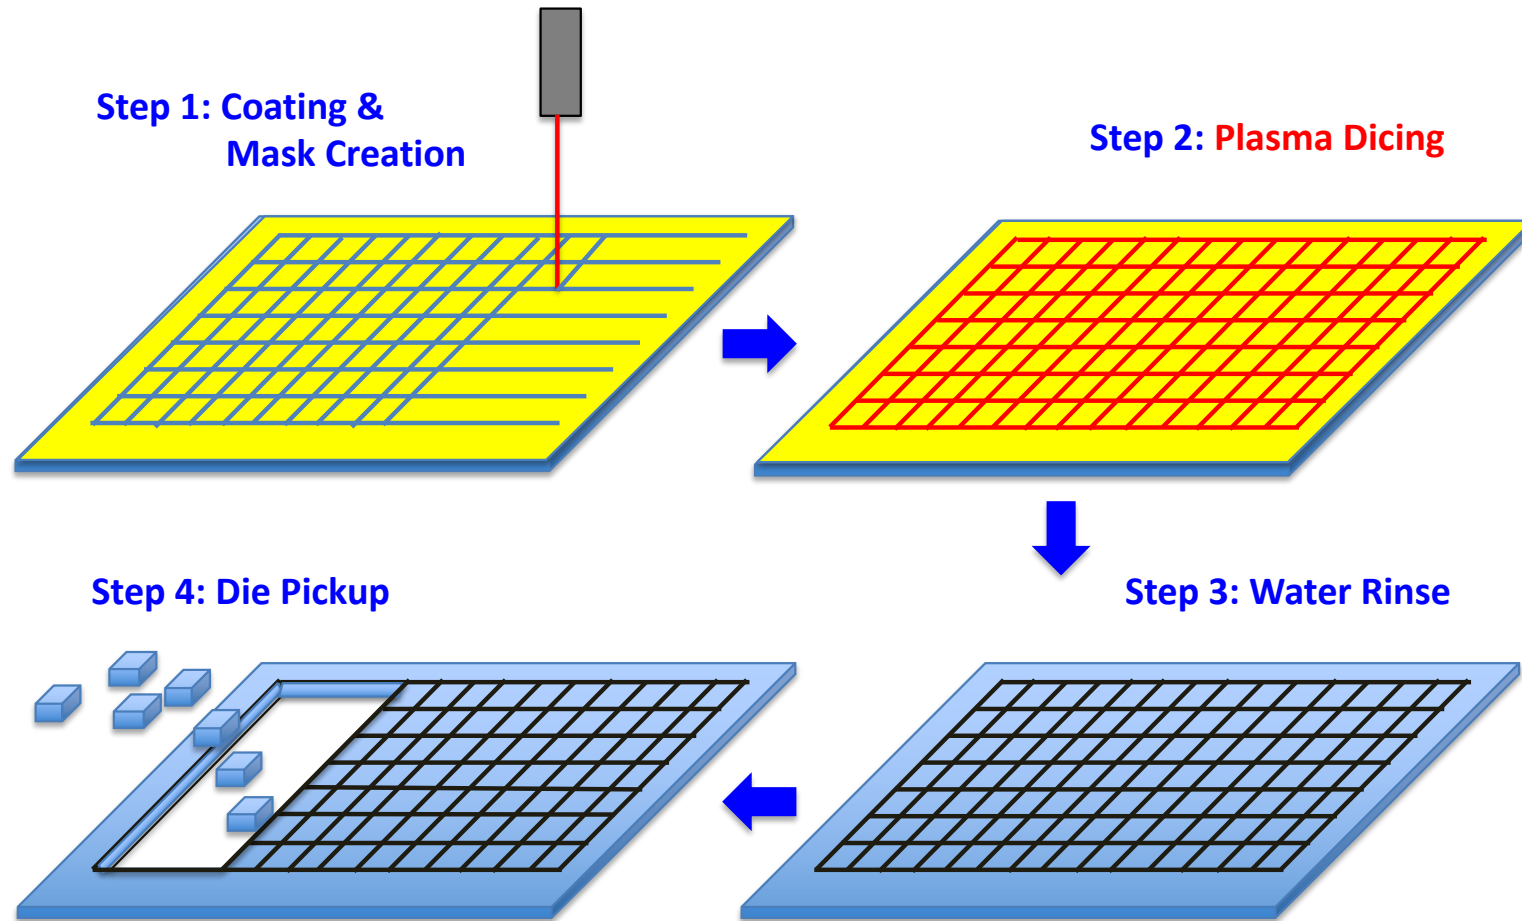 Step 1: Coating &
Mask Creation
Step 2: Plasma Dicing
Step 3: Water Rinse
Step 4: Die Pickup